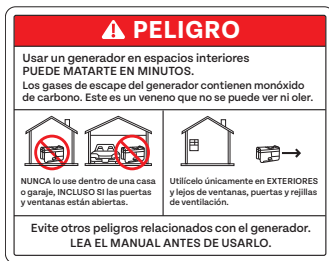 PELIGRO
Usar un generador en espacios interiores
PUEDE MATARTE EN MINUTOS.
Los gases de escape del generador contienen monóxido
de carbono. Este es un veneno que no se puede ver ni oler.
NUNCA lo use dentro de una casa
o garaje, INCLUSO SI las puertas
y ventanas están abiertas.
Utilícelo únicamente en EXTERIORES
y lejos de ventanas, puertas y rejillas
de ventilación.
Evite otros peligros relacionados con el generador.
LEA EL MANUAL ANTES DE USARLO.